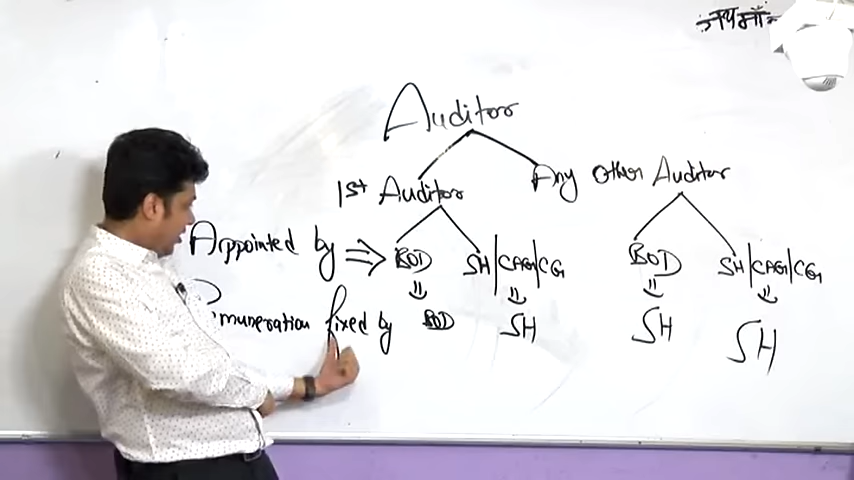 जय माँ
Auditor
1st Auditor Any other Auditor
Appointed by ⇒ BOD SH|CAG|CG BOD SH|CAG|CG
Remuneration fixed by BOD SH SH SH